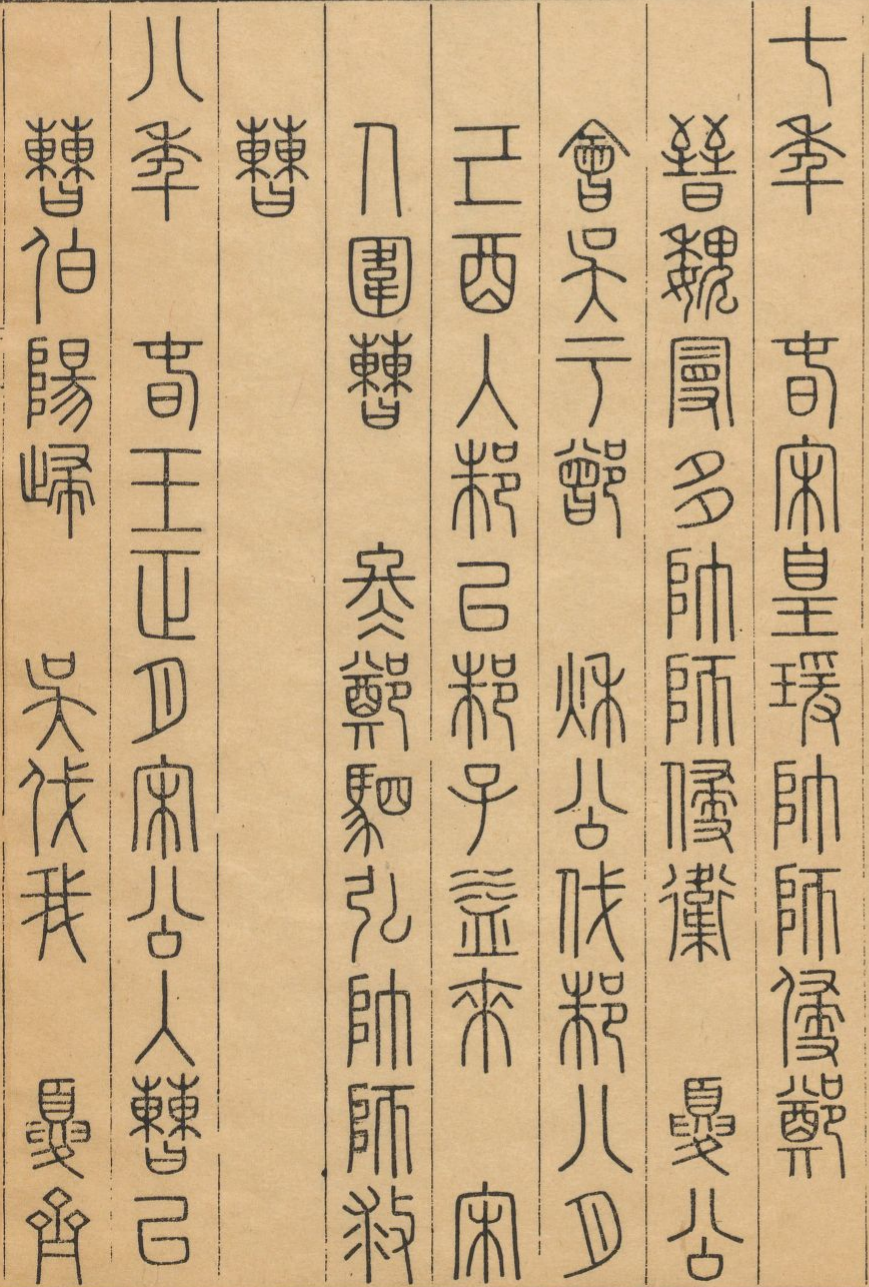 七年　春宋皇瑗帥師侵鄭
晉魏曼多帥師侵衛　夏公
會吳于鄫　秋公伐邾八月
己酉入邾以邾子益來　宋
人圍曹　冬鄭駟弘帥師救
曹
八年　春王正月宋公入曹以
曹伯陽歸　吳伐我　夏齊